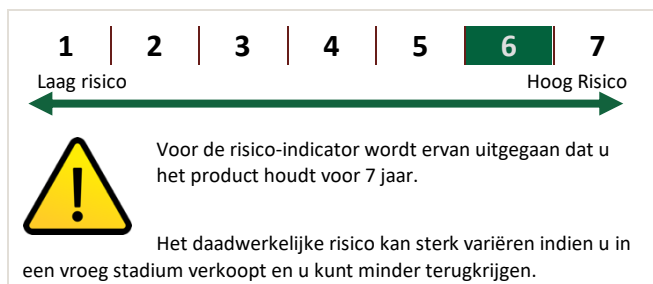 1 2 3 4 5 6 7
Laag risico Hoog Risico
Voor de risico-indicator wordt ervan uitgegaan dat u
het product houdt voor 7 jaar.
Het daadwerkelijke risico kan sterk variëren indien u in
een vroeg stadium verkoopt en u kunt minder terugkrijgen.